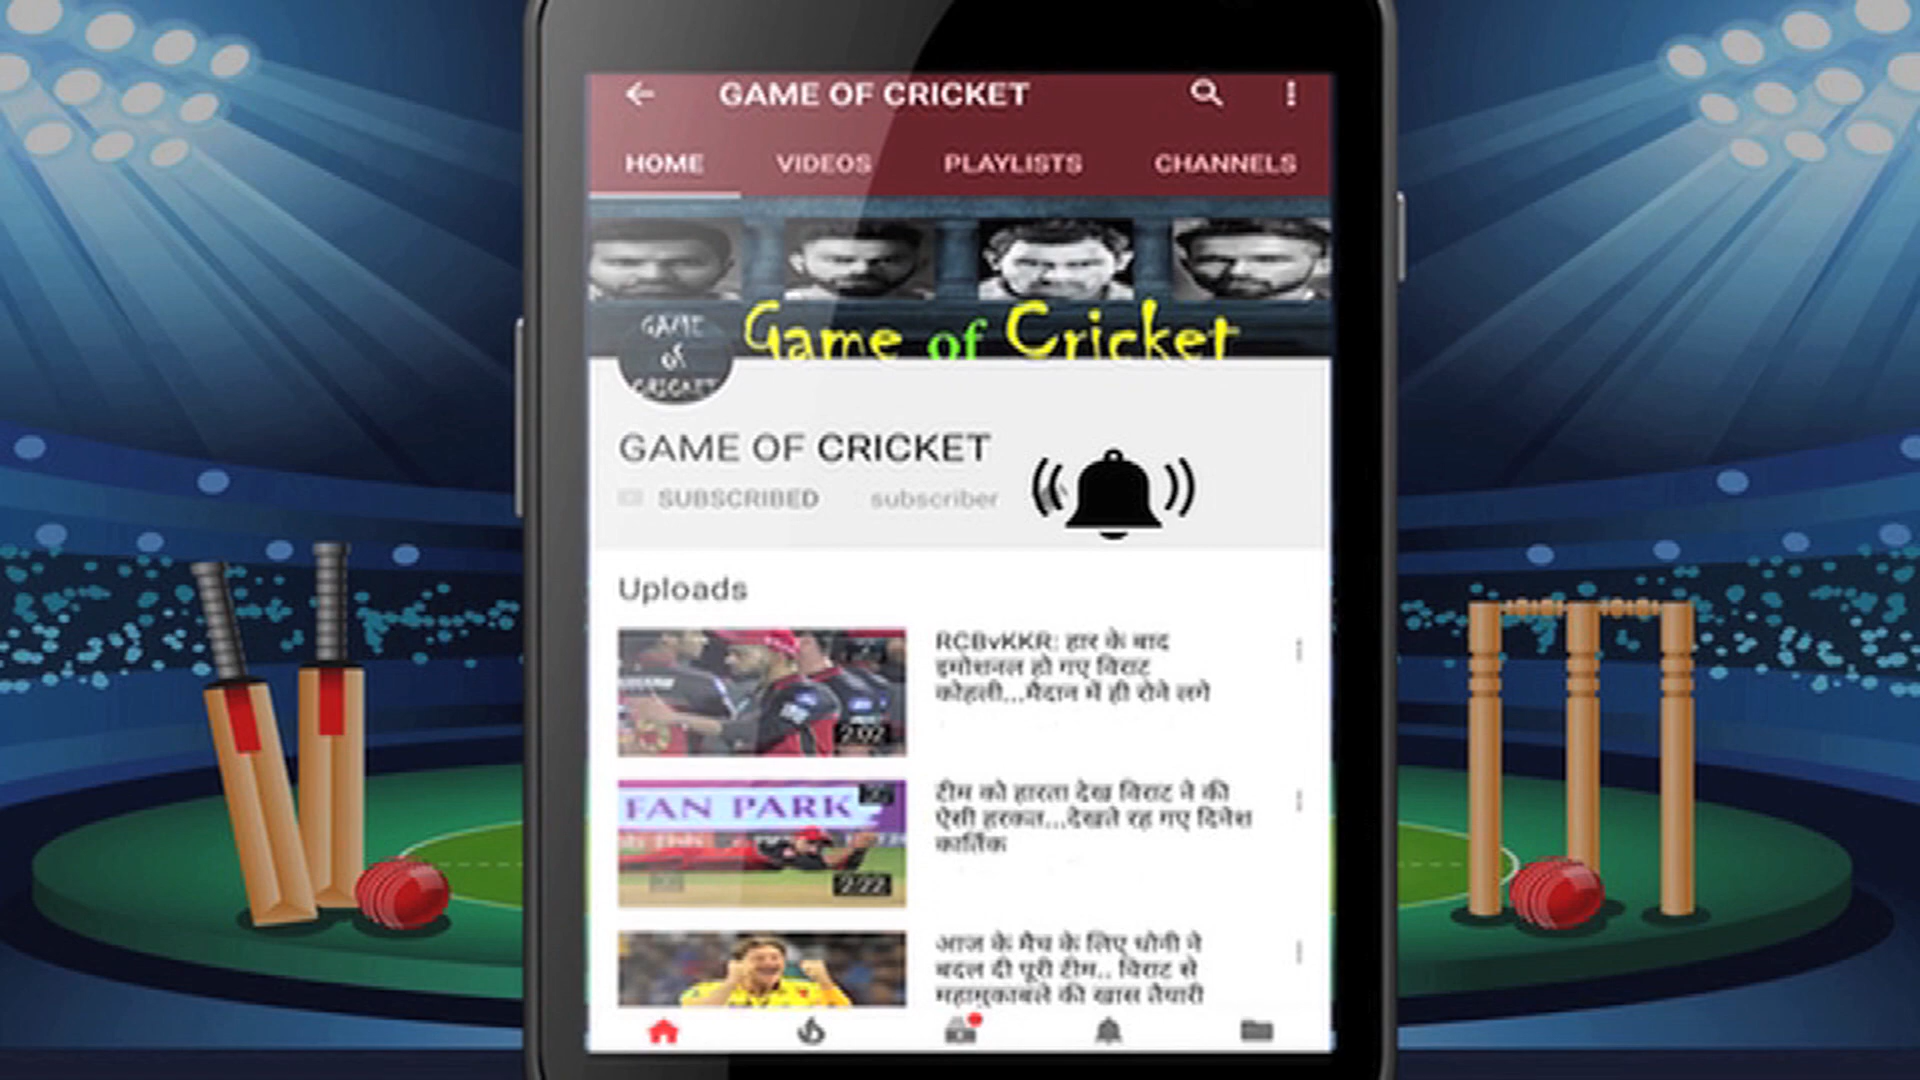 GAME OF CRICKET
HOME VIDEOS PLAYLISTS CHANNELS
Game of Cricket
GAME
of
CRICKET
GAME OF CRICKET
SUBSCRIBED subscriber
Uploads
RCBvKKR: हार के बाद
इमोशनल हो गए विराट
कोहली...मैदान में ही रोने लगे
2:02
FAN PARK
2:22
टीम को हारता देख विराट ने की
ऐसी हरकत...देखते रह गए दिनेश
कार्तिक
आज के मैच के लिए धोनी ने
बदल दी पूरी टीम.. विराट से
महामुकाबले की खास तैयारी